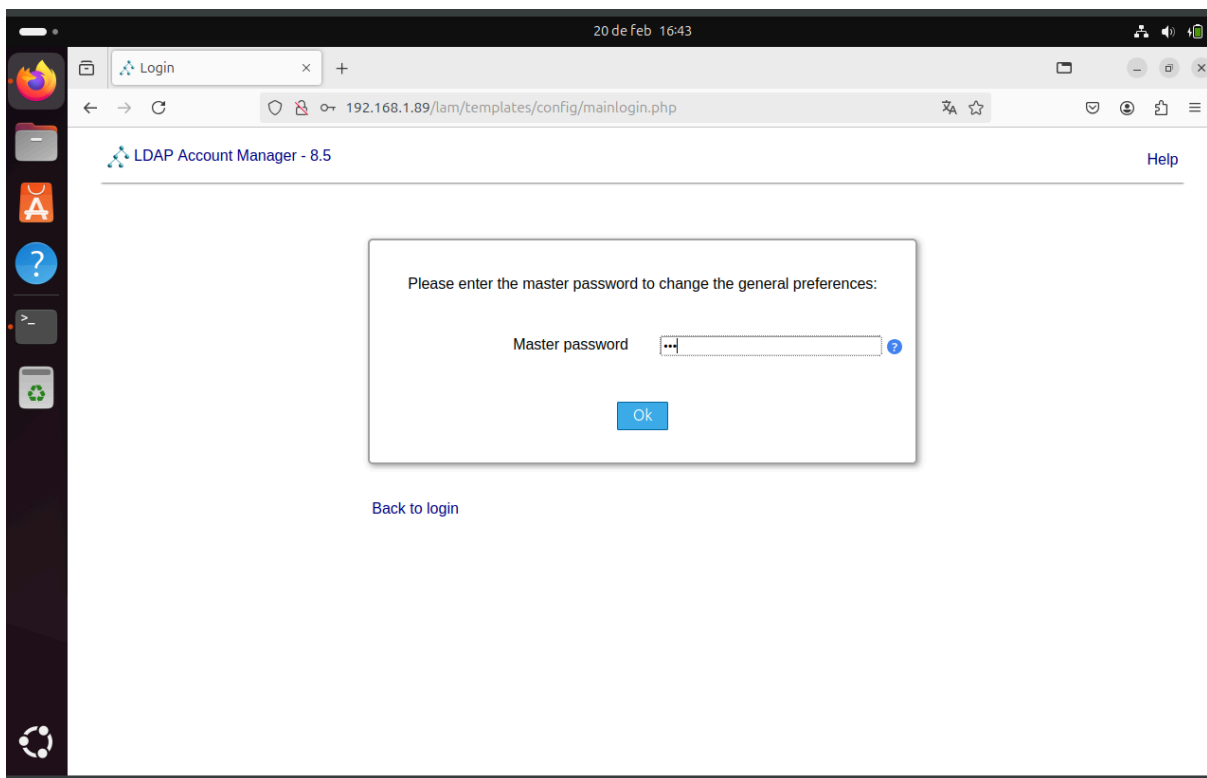 20 de feb 16:43
Login
192.168.1.89/lam/templates/config/mainlogin.php
LDAP Account Manager - 8.5
Help
Please enter the master password to change the general preferences:
Master password
Ok
Back to login